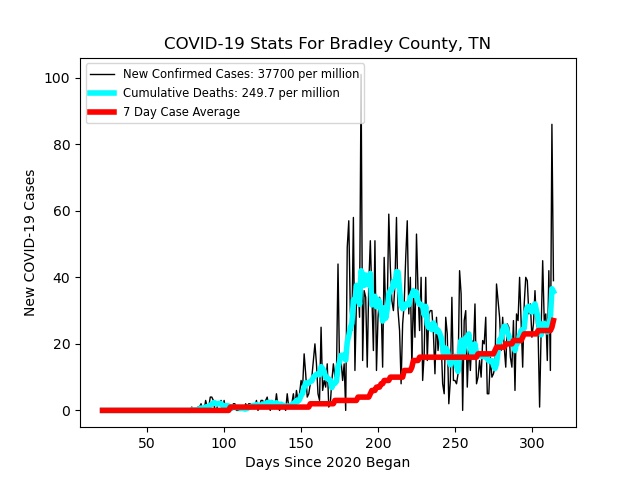 COVID-19 Stats For Bradley County, TN
New Confirmed Cases: 37700 per million
Cumulative Deaths: 249.7 per million
7 Day Case Average
100
80
60
40
20
0
New COVID-19 Cases
50 100 150 200 250 300
Days Since 2020 Began